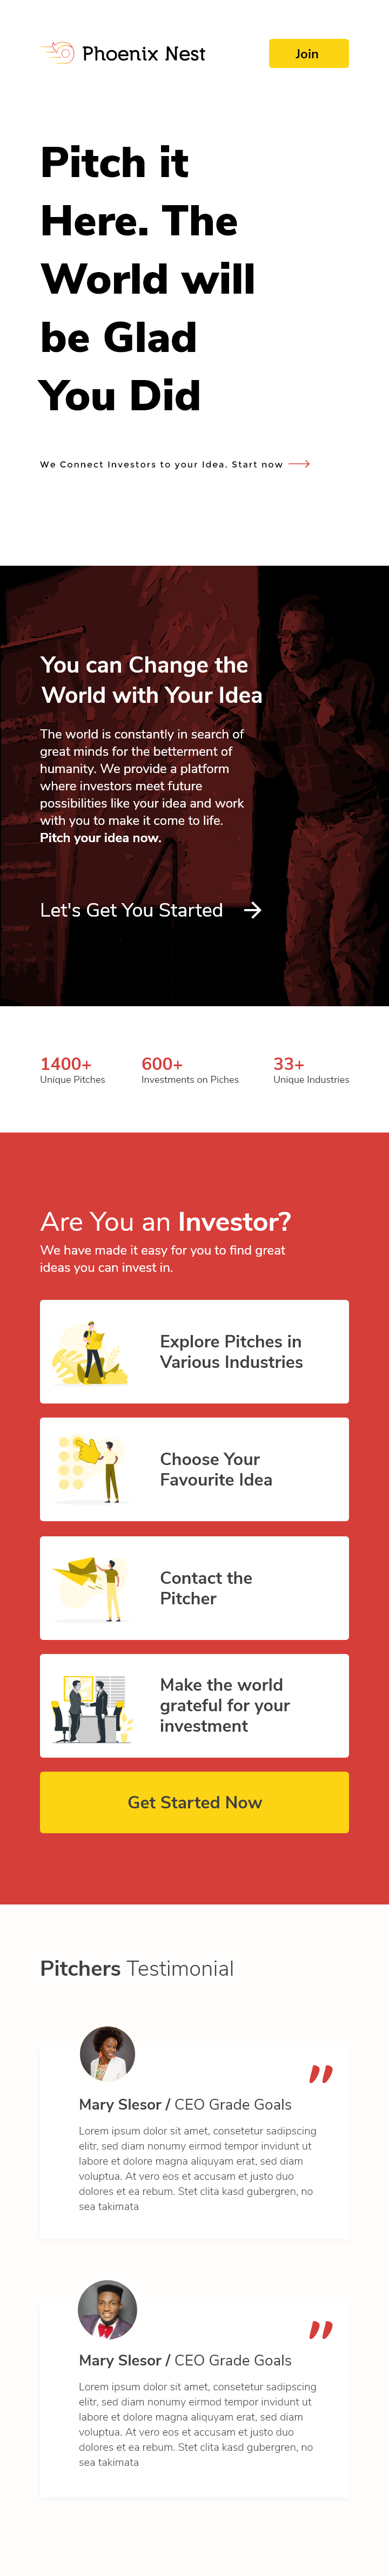 Phoenix Nest
Join
Pitch it
Here. The
World will
be Glad
You Did
We Connect Investors to your Idea. Start now
You can Change the
World with Your Idea
The world is constantly in search of
great minds for the betterment of
humanity. We provide a platform
where investors meet future
possibilities like your idea and work
with you to make it come to life.
Pitch your idea now.
Let's Get You Started
1400+
Unique Pitches
600+
Investments on Piches
33+
Unique Industries
Are You an Investor?
We have made it easy for you to find great
ideas you can invest in.
Explore Pitches in
Various Industries
Choose Your
Favourite Idea
Contact the
Pitcher
Make the world
grateful for your
investment
Get Started Now
Pitchers Testimonial
Mary Slesor / CEO Grade Goals
Lorem ipsum dolor sit amet, consetetur sadipscing
elitr, sed diam nonumy eirmod tempor invidunt ut
labore et dolore magna aliquyam erat, sed diam
voluptua. At vero eos et accusam et justo duo
dolores et ea rebum. Stet clita kasd gubergren, no
sea takimata
Mary Slesor / CEO Grade Goals
Lorem ipsum dolor sit amet, consetetur sadipscing
elitr, sed diam nonumy eirmod tempor invidunt ut
labore et dolore magna aliquyam erat, sed diam
voluptua. At vero eos et accusam et justo duo
dolores et ea rebum. Stet clita kasd gubergren, no
sea takimata